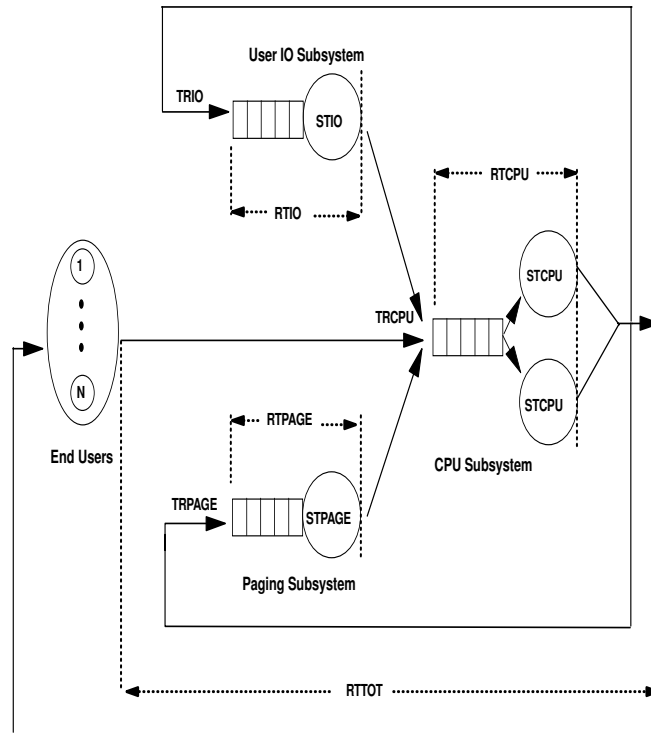 User IO Subsystem
TRIO
STIO
RTIO
RTCPU
1
STCPU
TRCPU
N
STCPU
RTPAGE
End Users
CPU Subsystem
TRPAGE
STPAGE
Paging Subsystem
RTTOT